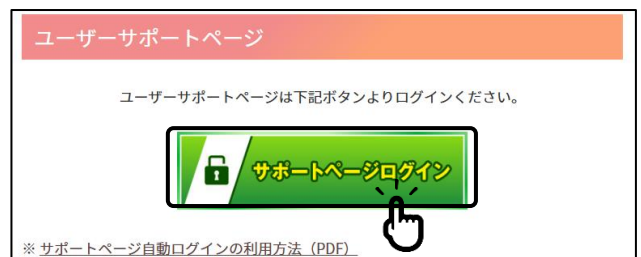 ユーザーサポートページ
ユーザーサポートページは下記ボタンよりログインください。
サポートページログイン
※ サポートページ自動ログインの利用方法（PDF）